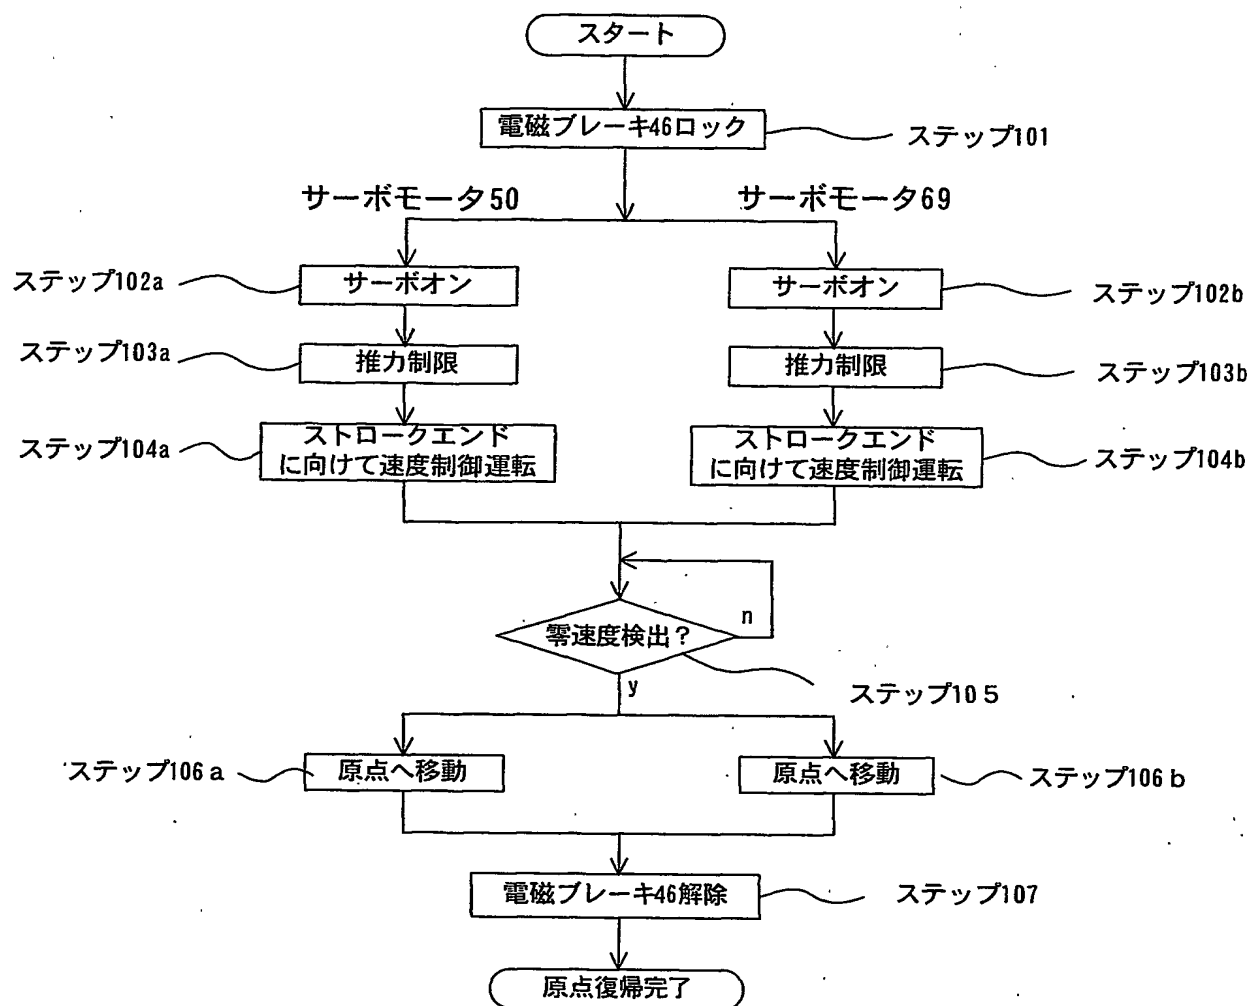 スタート
電磁ブレーキ46ロック
ステップ101
サーボモータ50
サーボモータ69
ステップ102a
サーボオン
サーボオン
ステップ102b
ステップ103a
推力制限
推力制限
ステップ103b
ステップ104a
ストロークエンド
に向けて速度制御運転
ストロークエンド
に向けて速度制御運転
ステップ104b
n
零速度検出?
y
ステップ105
ステップ106a
原点へ移動
原点へ移動
ステップ106b
電磁ブレーキ46解除
ステップ107
原点復帰完了